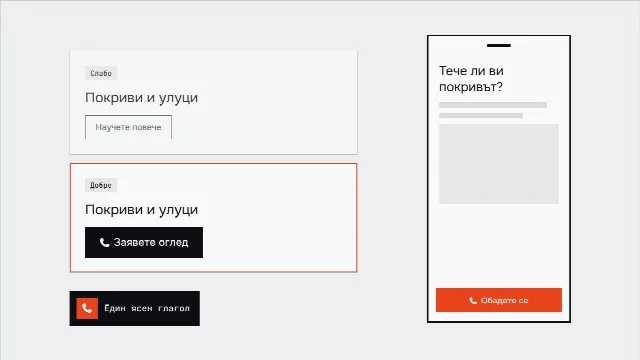 Слабо
Покриви и улуци
Научете повече
Добре
Покриви и улуци
Заявете оглед
Един ясен глагол
Тече ли ви
покривът?
Обадете се